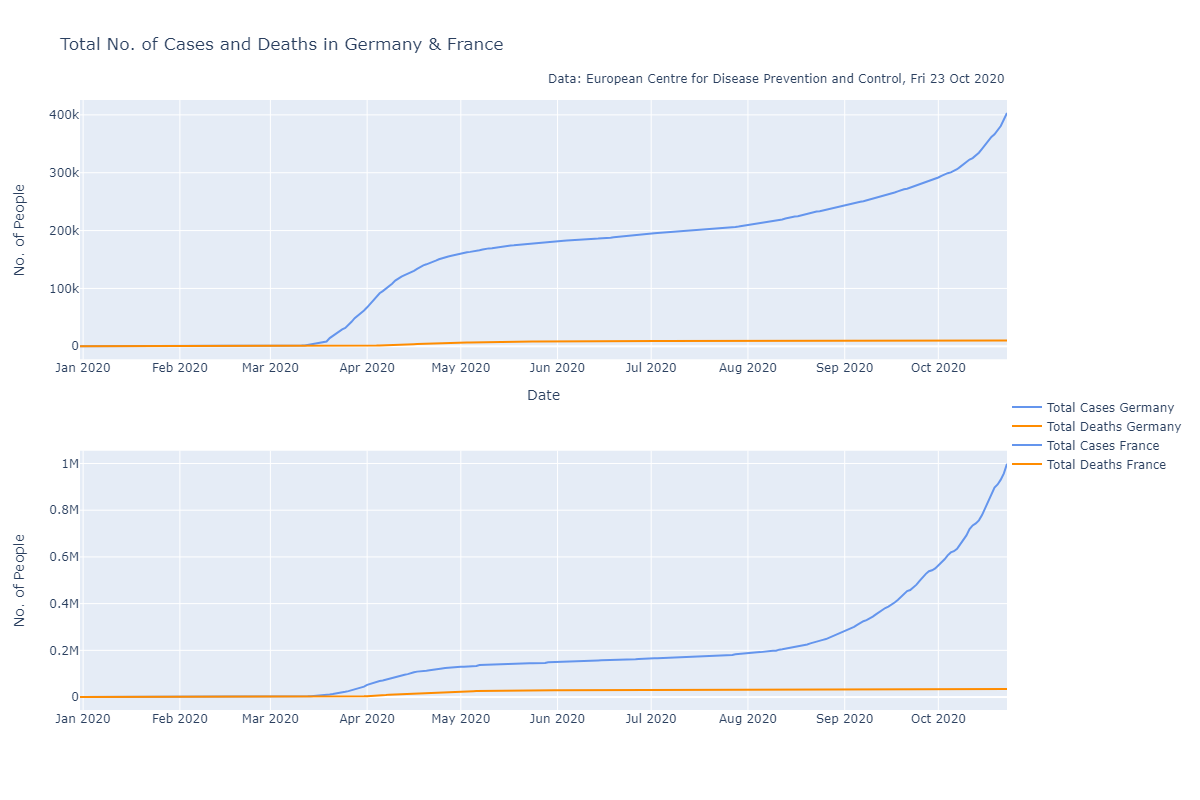 Total No. of Cases and Deaths in Germany & France
Data: European Centre for Disease Prevention and Control, Fri 23 Oct 2020
400k
300k
200k
100k
0
No. of People
Jan 2020 Feb 2020 Mar 2020 Apr 2020 May 2020 Jun 2020 Jul 2020 Aug 2020 Sep 2020 Oct 2020
Date
Total Cases Germany
Total Deaths Germany
Total Cases France
Total Deaths France
1M
0.8M
0.6M
0.4M
0.2M
0
No. of People
Jan 2020 Feb 2020 Mar 2020 Apr 2020 May 2020 Jun 2020 Jul 2020 Aug 2020 Sep 2020 Oct 2020